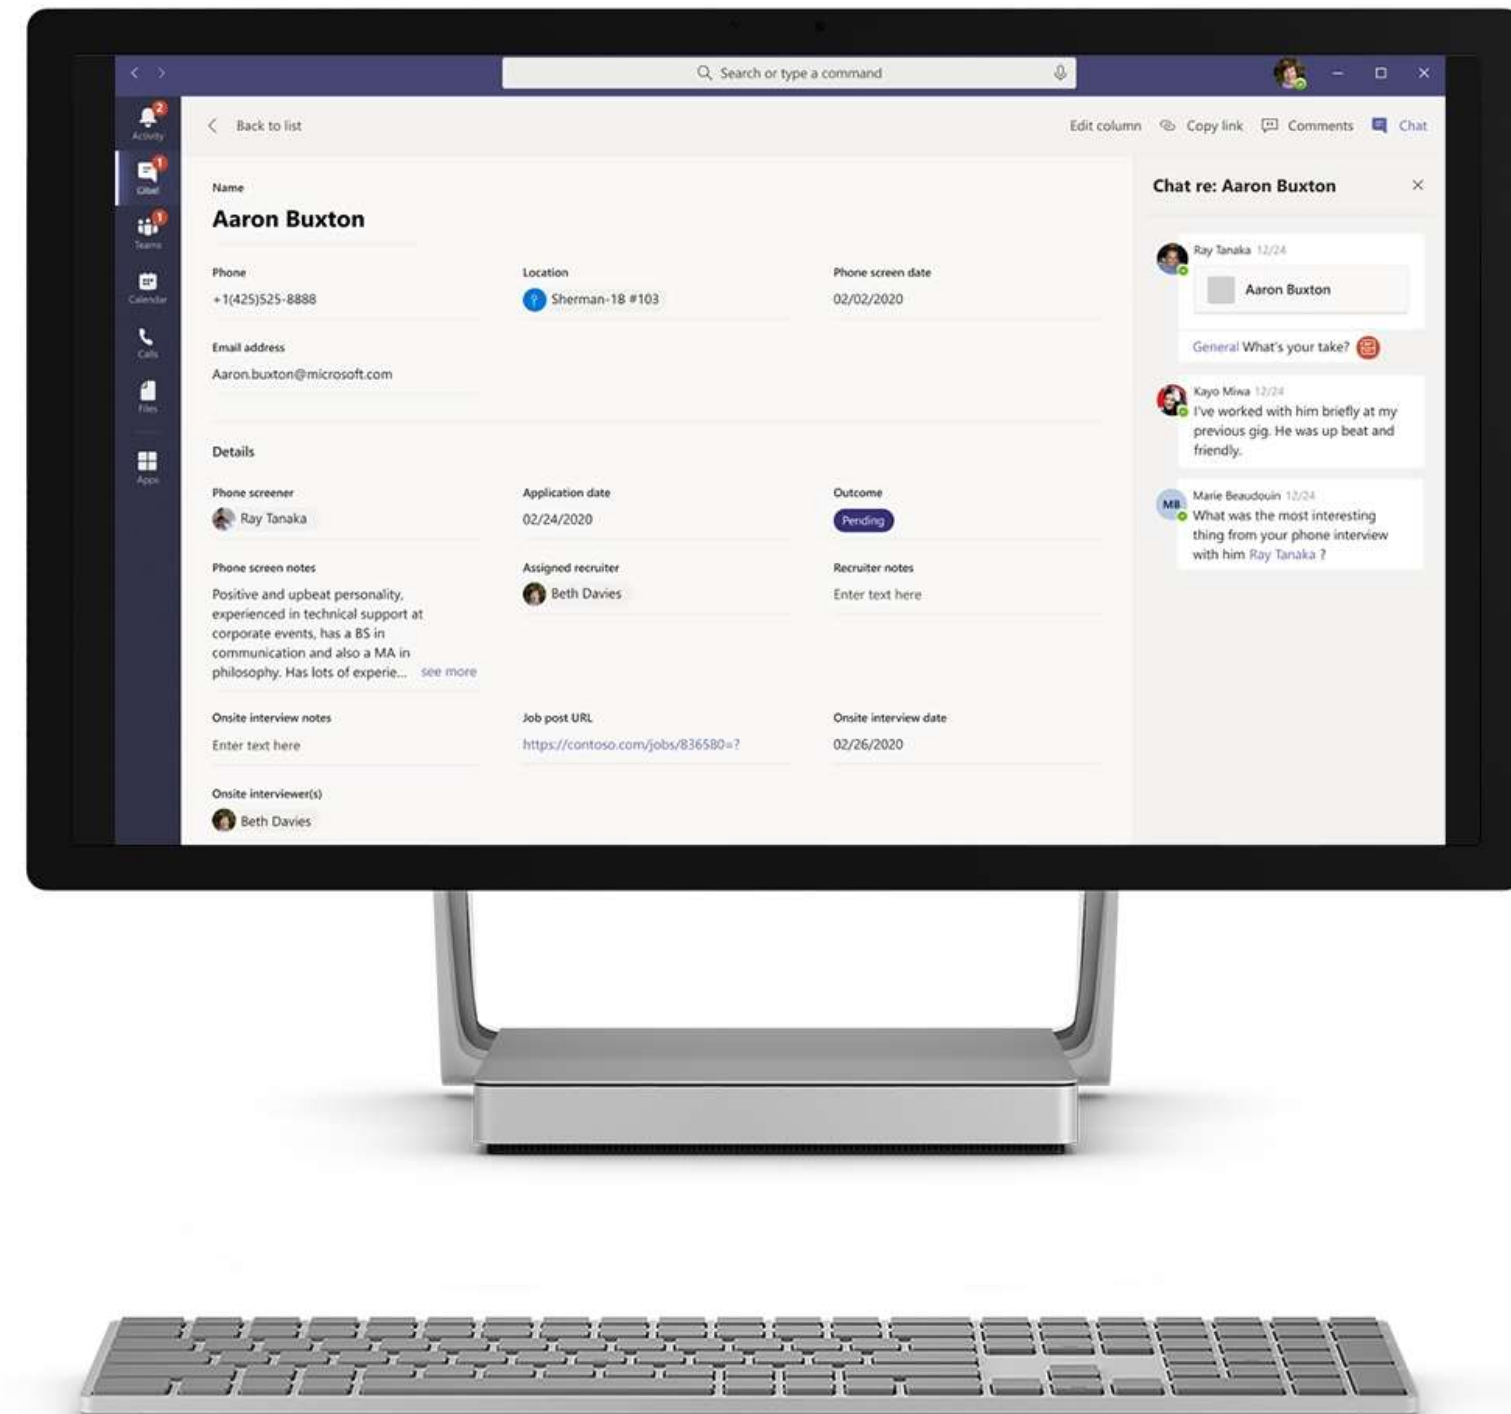 Search or type a command
2
Activity
1
Chat
1
Teams
Calendar
Calls
Files
Apps
Back to list
Edit column
Copy link
Comments
Chat
Name
Aaron Buxton
Phone
+1(425)525-8888
Location
Sherman-18 #103
Phone screen date
02/02/2020
Email address
Aaron.buxton@microsoft.com
Details
Phone screener
Ray Tanaka
Application date
02/24/2020
Outcome
Pending
Phone screen notes
Positive and upbeat personality,
experienced in technical support at
corporate events, has a BS in
communication and also a MA in
philosophy. Has lots of experie... see more
Assigned recruiter
Beth Davies
Recruiter notes
Enter text here
Onsite interview notes
Enter text here
Job post URL
https://contoso.com/jobs/836580=?
Onsite interview date
02/26/2020
Onsite interviewer(s)
Beth Davies
Chat re: Aaron Buxton
Ray Tanaka 12/24
Aaron Buxton
General What's your take?
Kayo Miwa 12/24
I've worked with him briefly at my
previous gig. He was up beat and
friendly.
MB
Marie Beaudouin 12/24
What was the most interesting
thing from your phone interview
with him Ray Tanaka ?